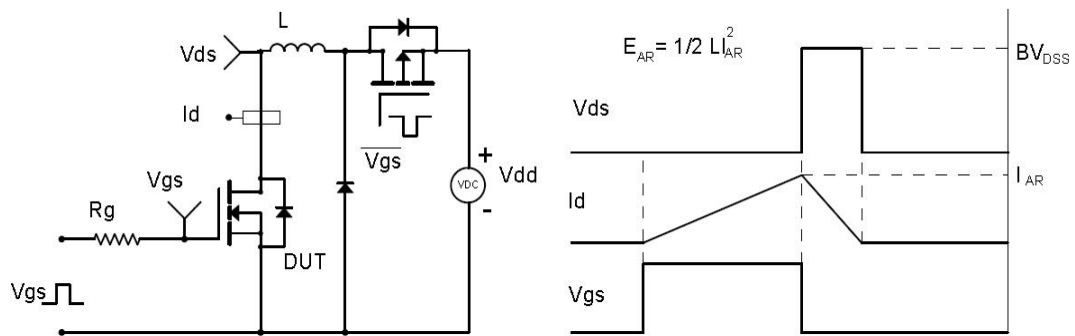 L
Vds
Id
Vgs
Vgs
Rg
DUT
Vgs
VDC
+
Vdd
-
E_AR = 1/2 LI_AR^2
BV_DSS
Vds
I_AR
Id
Vgs